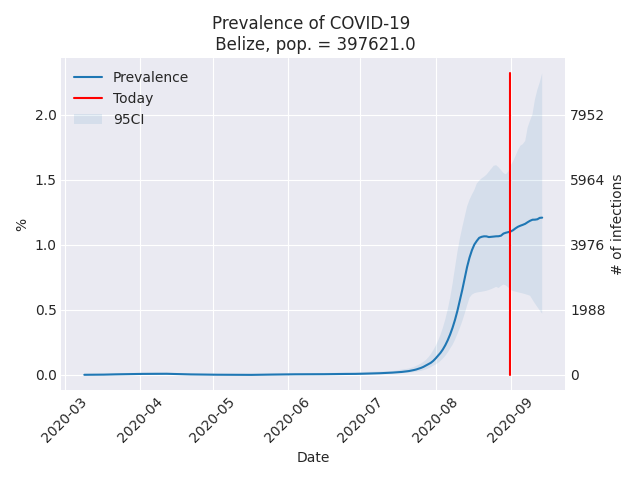 Prevalence of COVID-19
Belize, pop. = 397621.0
Prevalence
Today
95CI
2.0
1.5
1.0
0.5
0.0
%
7952
5964
3976
1988
0
# of infections
2020-03
2020-04
2020-05
2020-06
2020-07
2020-08
2020-09
Date